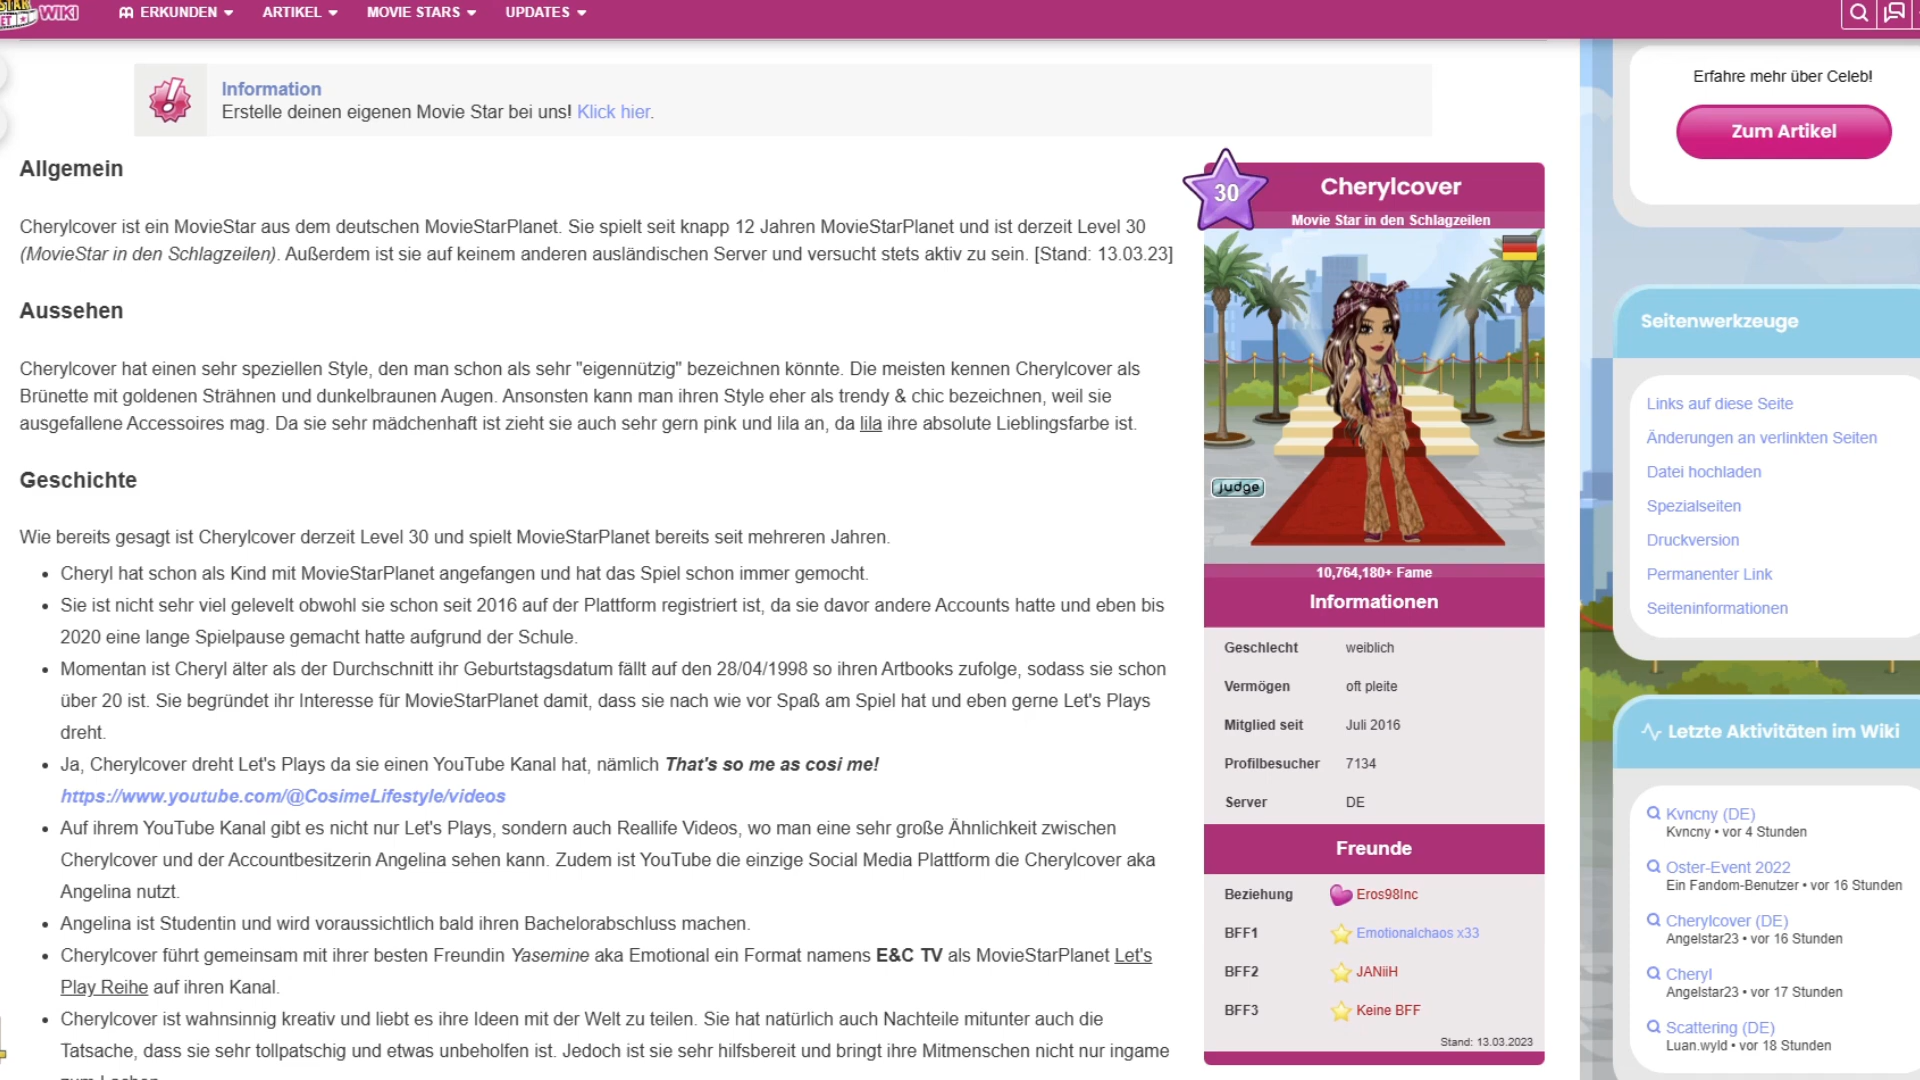 WIKI
ERKUNDEN
ARTIKEL
MOVIE STARS
UPDATES
Information
Erstelle deinen eigenen Movie Star bei uns! Klick hier.
Allgemein
Cherylcover ist ein MovieStar aus dem deutschen MovieStarPlanet. Sie spielt seit knapp 12 Jahren MovieStarPlanet und ist derzeit Level 30
(MovieStar in den Schlagzeilen). Außerdem ist sie auf keinem anderen ausländischen Server und versucht stets aktiv zu sein. [Stand: 13.03.23]
Aussehen
Cherylcover hat einen sehr speziellen Style, den man schon als sehr "eigennützig" bezeichnen könnte. Die meisten kennen Cherylcover als
Brünette mit goldenen Strähnen und dunkelbraunen Augen. Ansonsten kann man ihren Style eher als trendy & chic bezeichnen, weil sie
ausgefallene Accessoires mag. Da sie sehr mädchenhaft ist zieht sie auch sehr gern pink und lila an, da lila ihre absolute Lieblingsfarbe ist.
Geschichte
Wie bereits gesagt ist Cherylcover derzeit Level 30 und spielt MovieStarPlanet bereits seit mehreren Jahren.
• Cheryl hat schon als Kind mit MovieStarPlanet angefangen und hat das Spiel schon immer gemocht.
• Sie ist nicht sehr viel gelevelt obwohl sie schon seit 2016 auf der Plattform registriert ist, da sie davor andere Accounts hatte und eben bis
2020 eine lange Spielpause gemacht hatte aufgrund der Schule.
• Momentan ist Cheryl älter als der Durchschnitt ihr Geburtstagsdatum fällt auf den 28/04/1998 so ihren Artbooks zufolge, sodass sie schon
über 20 ist. Sie begründet ihr Interesse für MovieStarPlanet damit, dass sie nach wie vor Spaß am Spiel hat und eben gerne Let's Plays
dreht.
• Ja, Cherylcover dreht Let's Plays da sie einen YouTube Kanal hat, nämlich That's so me as cosi me!
https://www.youtube.com/@CosimeLifestyle/videos
• Auf ihrem YouTube Kanal gibt es nicht nur Let's Plays, sondern auch Reallife Videos, wo man eine sehr große Ähnlichkeit zwischen
Cherylcover und der Accountbesitzerin Angelina sehen kann. Zudem ist YouTube die einzige Social Media Plattform die Cherylcover aka
Angelina nutzt.
• Angelina ist Studentin und wird voraussichtlich bald ihren Bachelorabschluss machen.
• Cherylcover führt gemeinsam mit ihrer besten Freundin Yasemine aka Emotional ein Format namens E&C TV als MovieStarPlanet Let's
Play Reihe auf ihren Kanal.
• Cherylcover ist wahnsinnig kreativ und liebt es ihre Ideen mit der Welt zu teilen. Sie hat natürlich auch Nachteile mitunter auch die
Tatsache, dass sie sehr tollpatschig und etwas unbeholfen ist. Jedoch ist sie sehr hilfsbereit und bringt ihre Mitmenschen nicht nur ingame
30
Cherylcover
Movie Star in den Schlagzeilen
judge
10,764,180+ Fame
Informationen
Geschlecht weiblich
Vermögen oft pleite
Mitglied seit Juli 2016
Profilbesucher 7134
Server DE
Freunde
Beziehung Eros98Inc
BFF1 Emotionalchaos x33
BFF2 JANiiH
BFF3 Keine BFF
Stand: 13.03.2023
Erfahre mehr über Celeb!
Zum Artikel
Seitenwerkzeuge
Links auf diese Seite
Änderungen an verlinkten Seiten
Datei hochladen
Spezialseiten
Druckversion
Permanenter Link
Seiteninformationen
Letzte Aktivitäten im Wiki
Kvncny (DE)
Kvncny • vor 4 Stunden
Oster-Event 2022
Ein Fandom-Benutzer • vor 16 Stunden
Cherylcover (DE)
Angelstar23 • vor 16 Stunden
Cheryl
Angelstar23 • vor 17 Stunden
Scattering (DE)
Luan.wyld • vor 18 Stunden